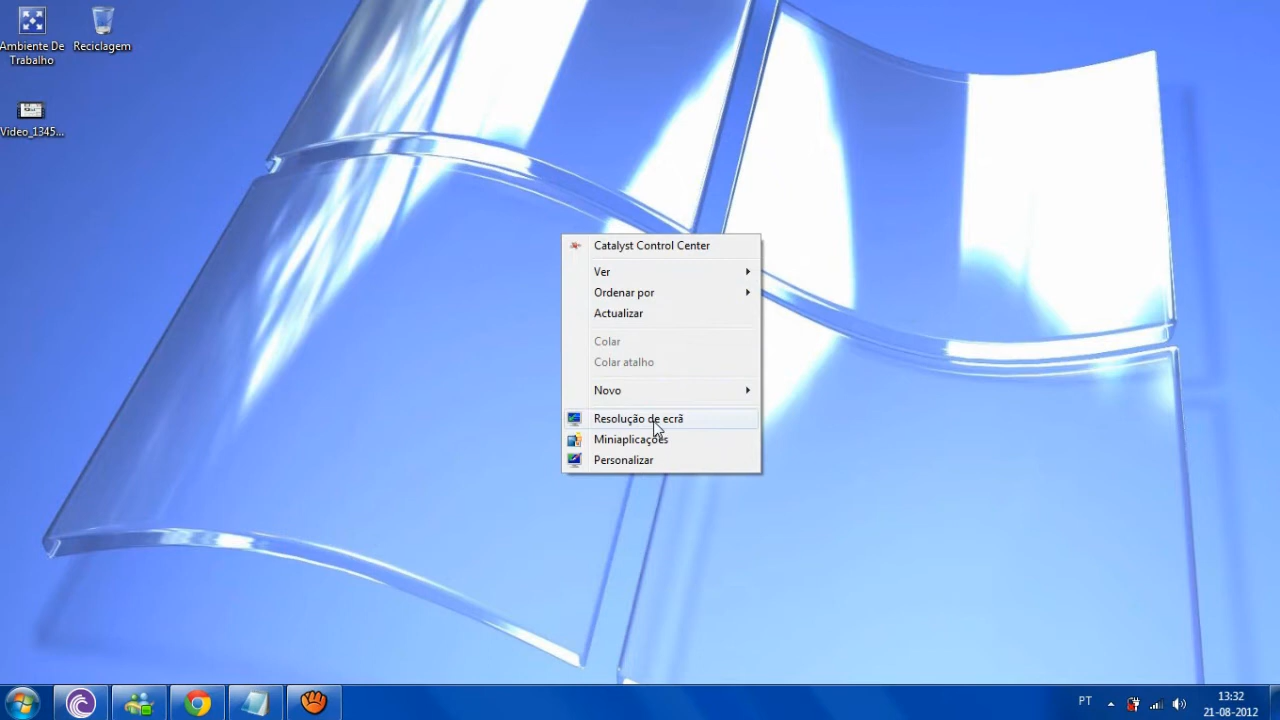 Ambiente De
Trabalho
Reciclagem
Video_1345...
Catalyst Control Center
Ver
Ordenar por
Actualizar
Colar
Colar atalho
Novo
Resolução de ecrã
Miniaplicações
Personalizar
PT
13:32
21-08-2012